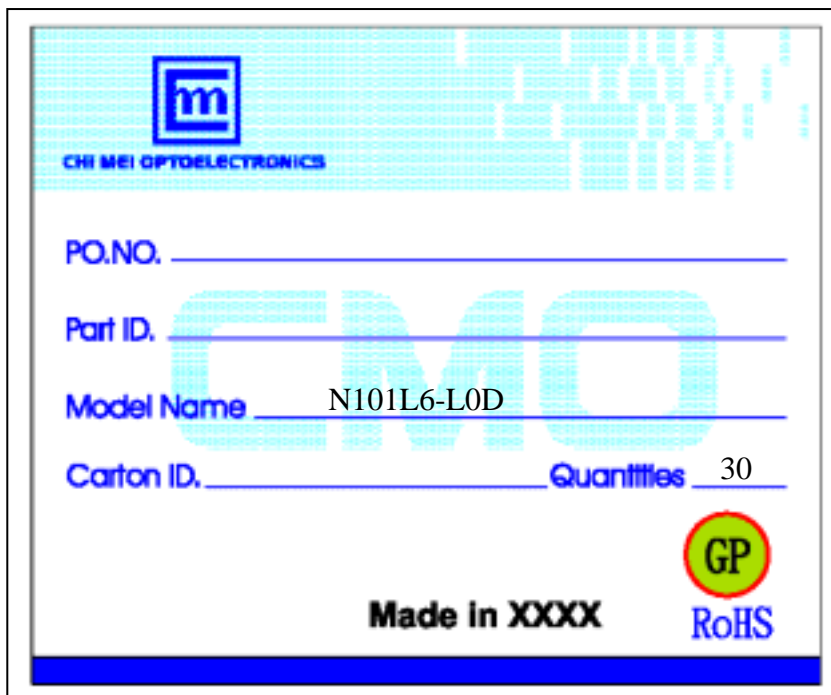 m
CHI MEI OPTOELECTRONICS
PO.NO.
Part ID.
CMO
Model Name N101L6-L0D
Carton ID. Quantities 30
GP
Made in XXXX RoHS